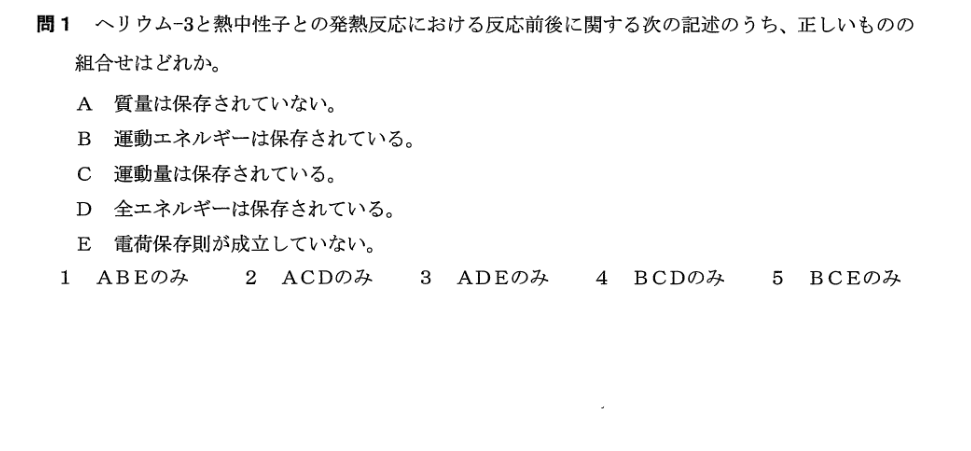 問1 ヘリウム-3と熱中性子との発熱反応における反応前後に関する次の記述のうち、正しいものの
組合せはどれか。
A 質量は保存されていない。
B 運動エネルギーは保存されている。
C 運動量は保存されている。
D 全エネルギーは保存されている。
E 電荷保存則が成立していない。
1 ABEのみ 2 ACDのみ 3 ADEのみ 4 BCDのみ 5 BCEのみ